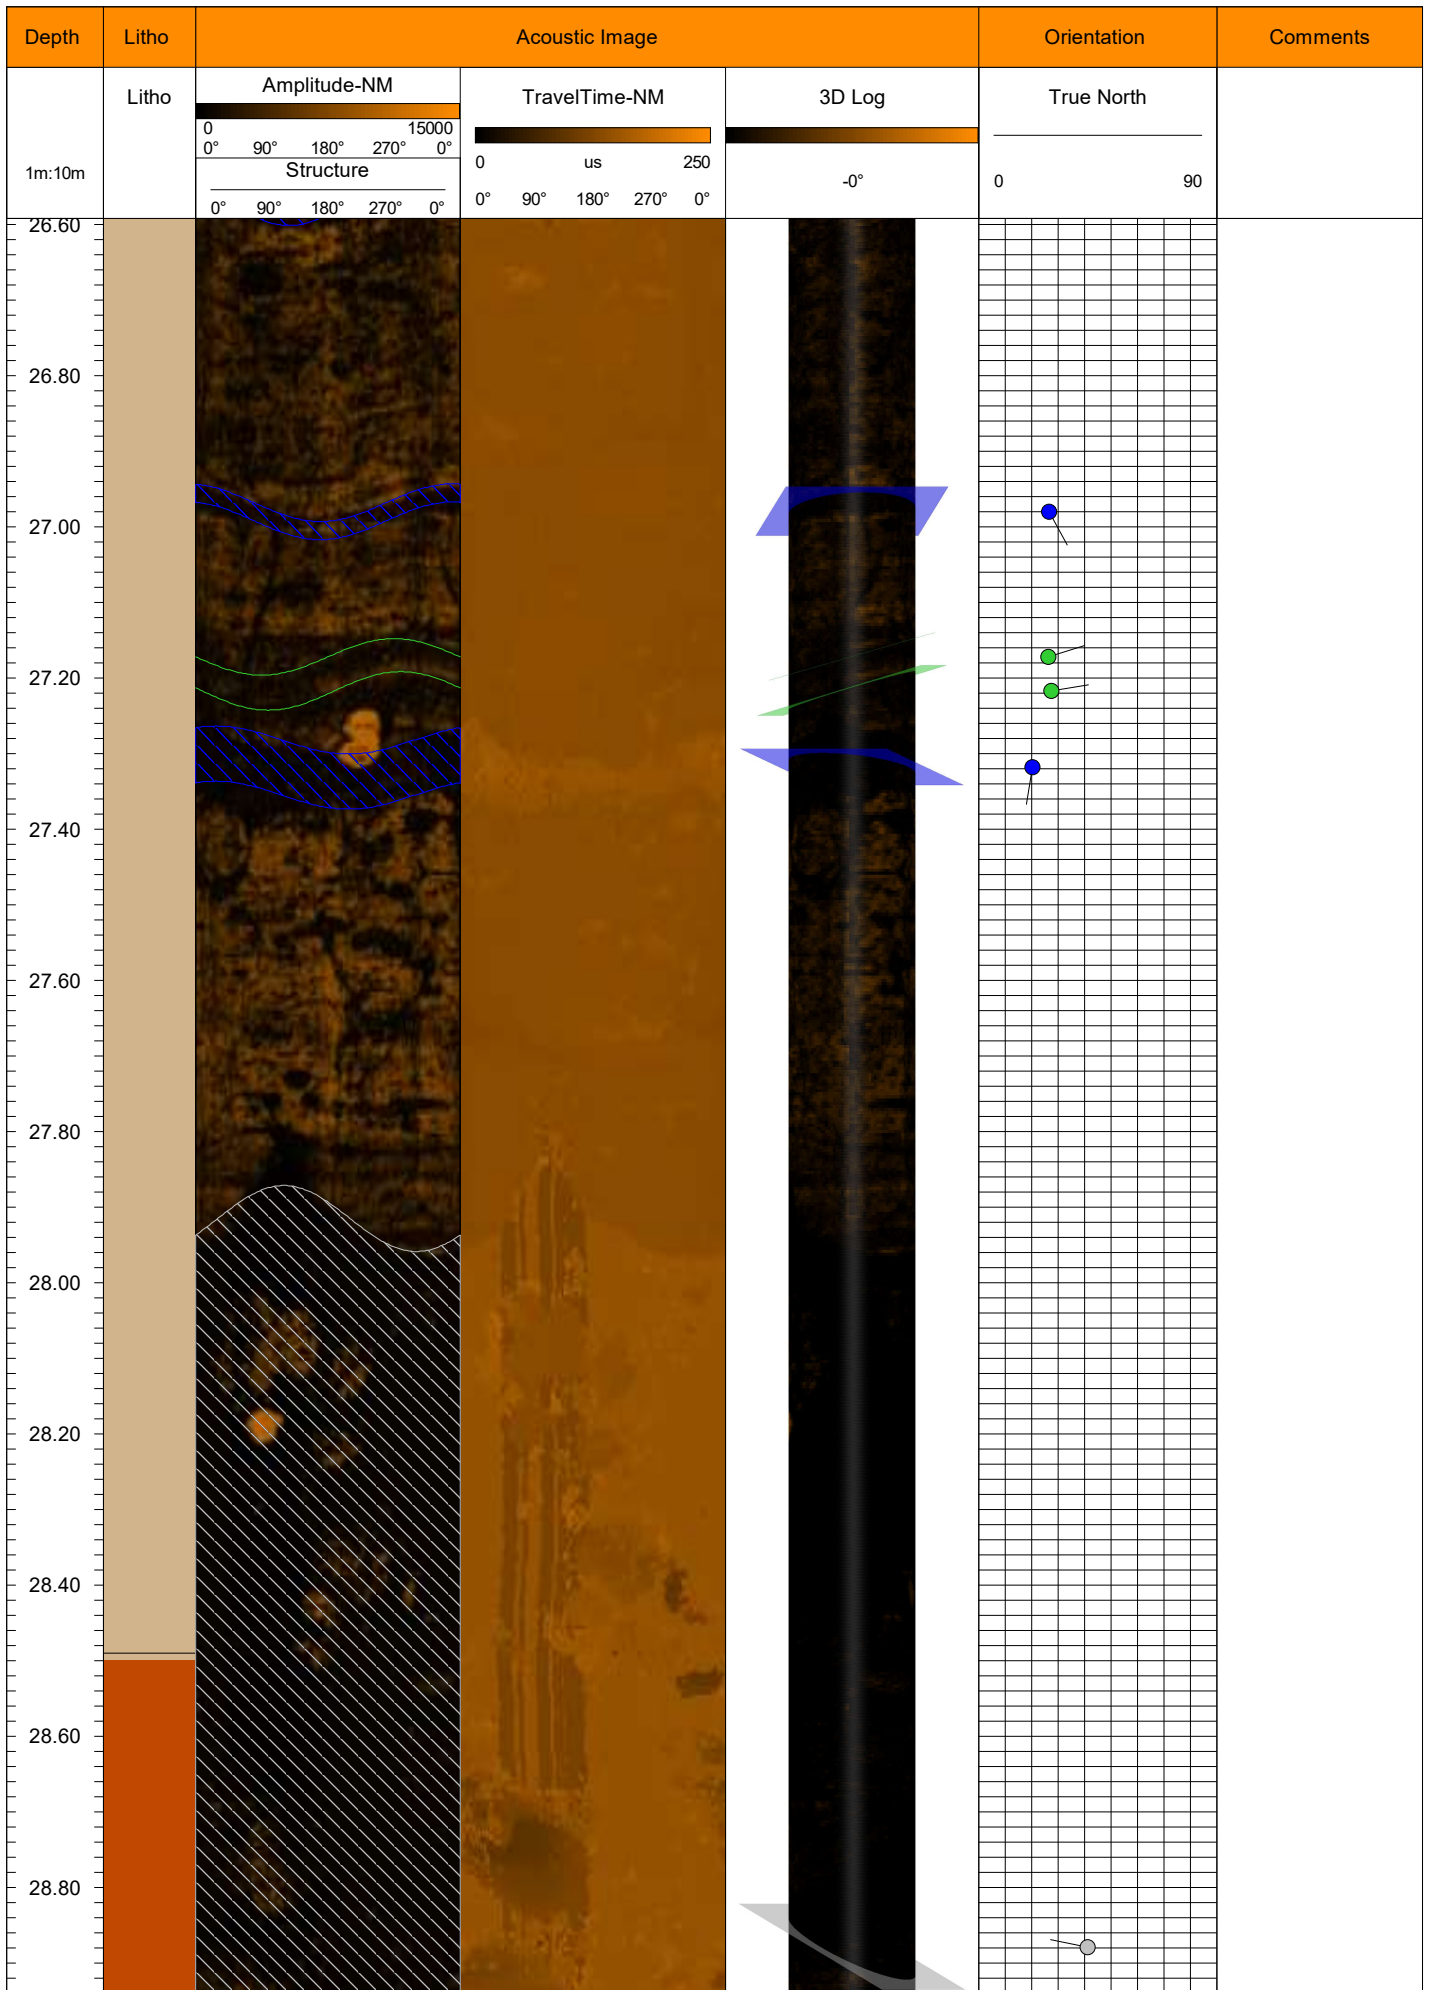 Depth Litho Acoustic Image Orientation Comments
Litho Amplitude-NM TravelTime-NM 3D Log True North
0 15000
0° 90° 180° 270° 0°
1m:10m Structure 0 us 250 -0° 0 90
0° 90° 180° 270° 0° 0° 90° 180° 270° 0°
26.60
26.80
27.00
27.20
27.40
27.60
27.80
28.00
28.20
28.40
28.60
28.80